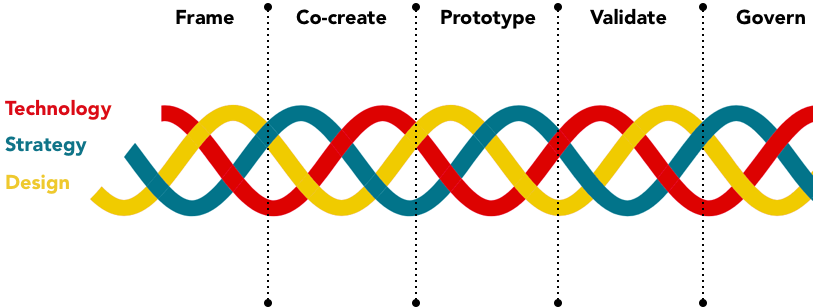 Frame Co-create Prototype Validate Govern
Technology
Strategy
Design